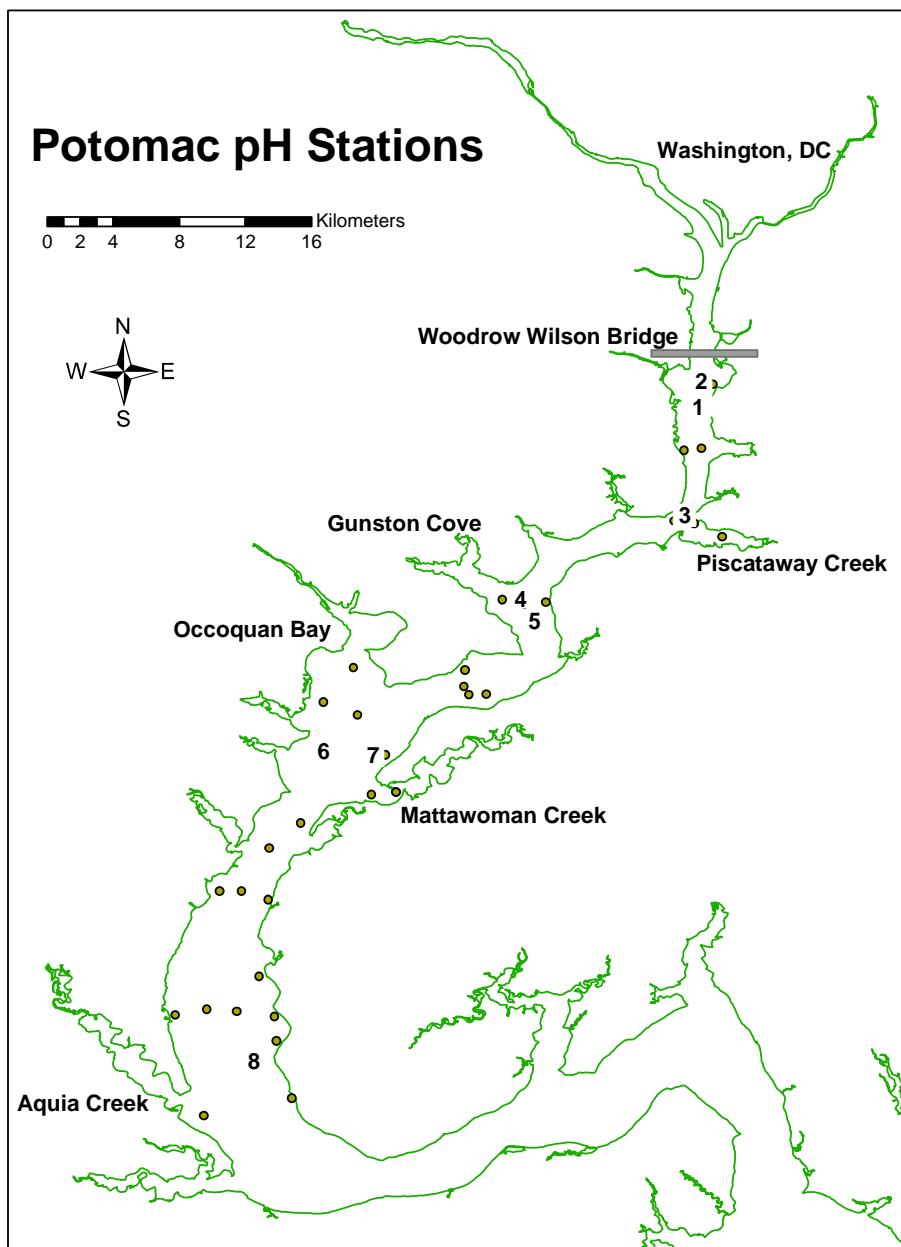 Potomac pH Stations
Washington, DC
Kilometers
0 2 4 8 12 16
Woodrow Wilson Bridge
N
W E
S
2
1
3
Gunston Cove
Piscataway Creek
4
5
Occoquan Bay
6
7
Mattawoman Creek
8
Aquia Creek